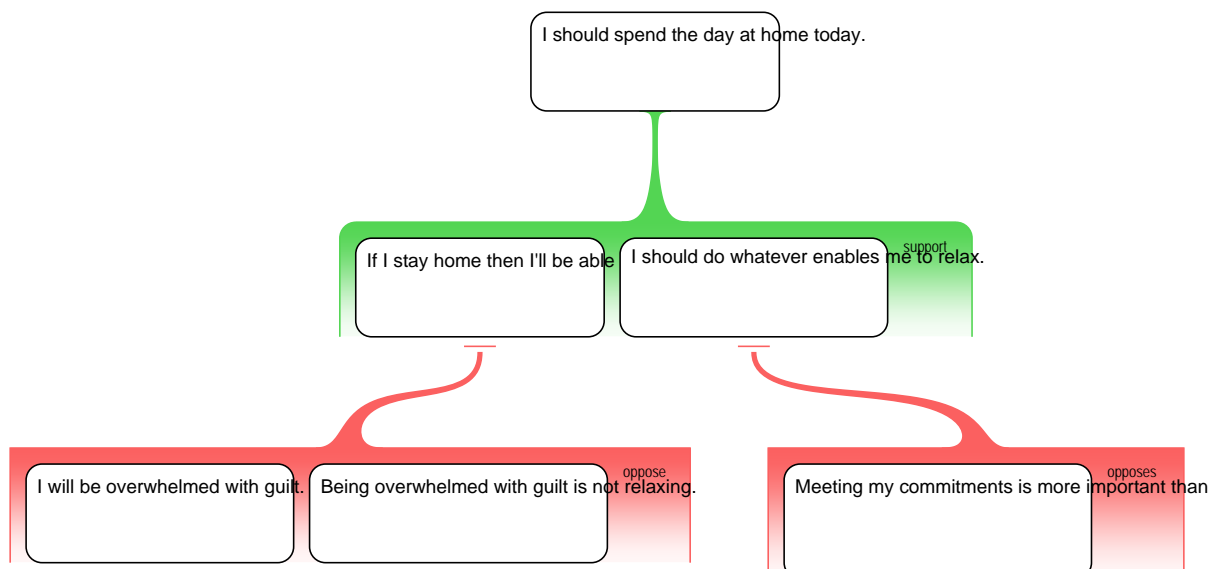 I should spend the day at home today.
If I stay home then I'll be able
I should do whatever enables me to relax.
support
I will be overwhelmed with guilt.
Being overwhelmed with guilt is not relaxing.
oppose
Meeting my commitments is more important than
opposes